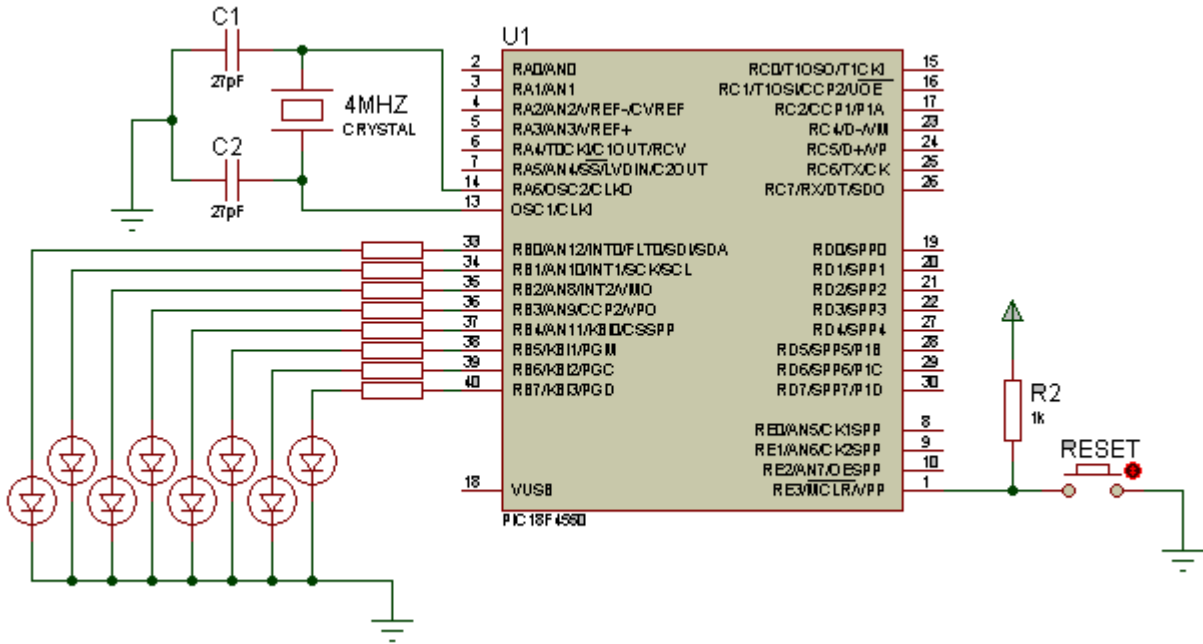 C1
27pF
4MHZ
CRYSTAL
C2
27pF
U1
2 RA0/AN0
3 RA1/AN1
4 RA2/AN2/VREF-/CVREF
5 RA3/AN3/VREF+
6 RA4/T0CKI/C1OUT/RCV
7 RA5/AN4/SS/LVDIN/C2OUT
14 RA6/OSC2/CLKO
13 OSC1/CLKI
33 RB0/AN12/INT0/FLT0/SDI/SDA
34 RB1/AN10/INT1/SCK/SCL
35 RB2/AN8/INT2/VMO
36 RB3/AN9/CCP2/VPO
37 RB4/AN11/KBI0/CSSPP
38 RB5/KBI1/PGM
39 RB6/KBI2/PGC
40 RB7/KBI3/PGD
18 VUSB
RC0/T1OSO/T1CKI 15
RC1/T1OSI/CCP2/UOE 16
RC2/CCP1/P1A 17
RC4/D-/VM 23
RC5/D+/VP 24
RC6/TX/CK 25
RC7/RX/DT/SDO 26
RD0/SPP0 19
RD1/SPP1 20
RD2/SPP2 21
RD3/SPP3 22
RD4/SPP4 27
RD5/SPP5/P1B 28
RD6/SPP6/P1C 29
RD7/SPP7/P1D 30
RE0/AN5/CK1SPP 8
RE1/AN6/CK2SPP 9
RE2/AN7/OESPP 10
RE3/MCLR/VPP 1
PIC18F4550
R2
1k
RESET